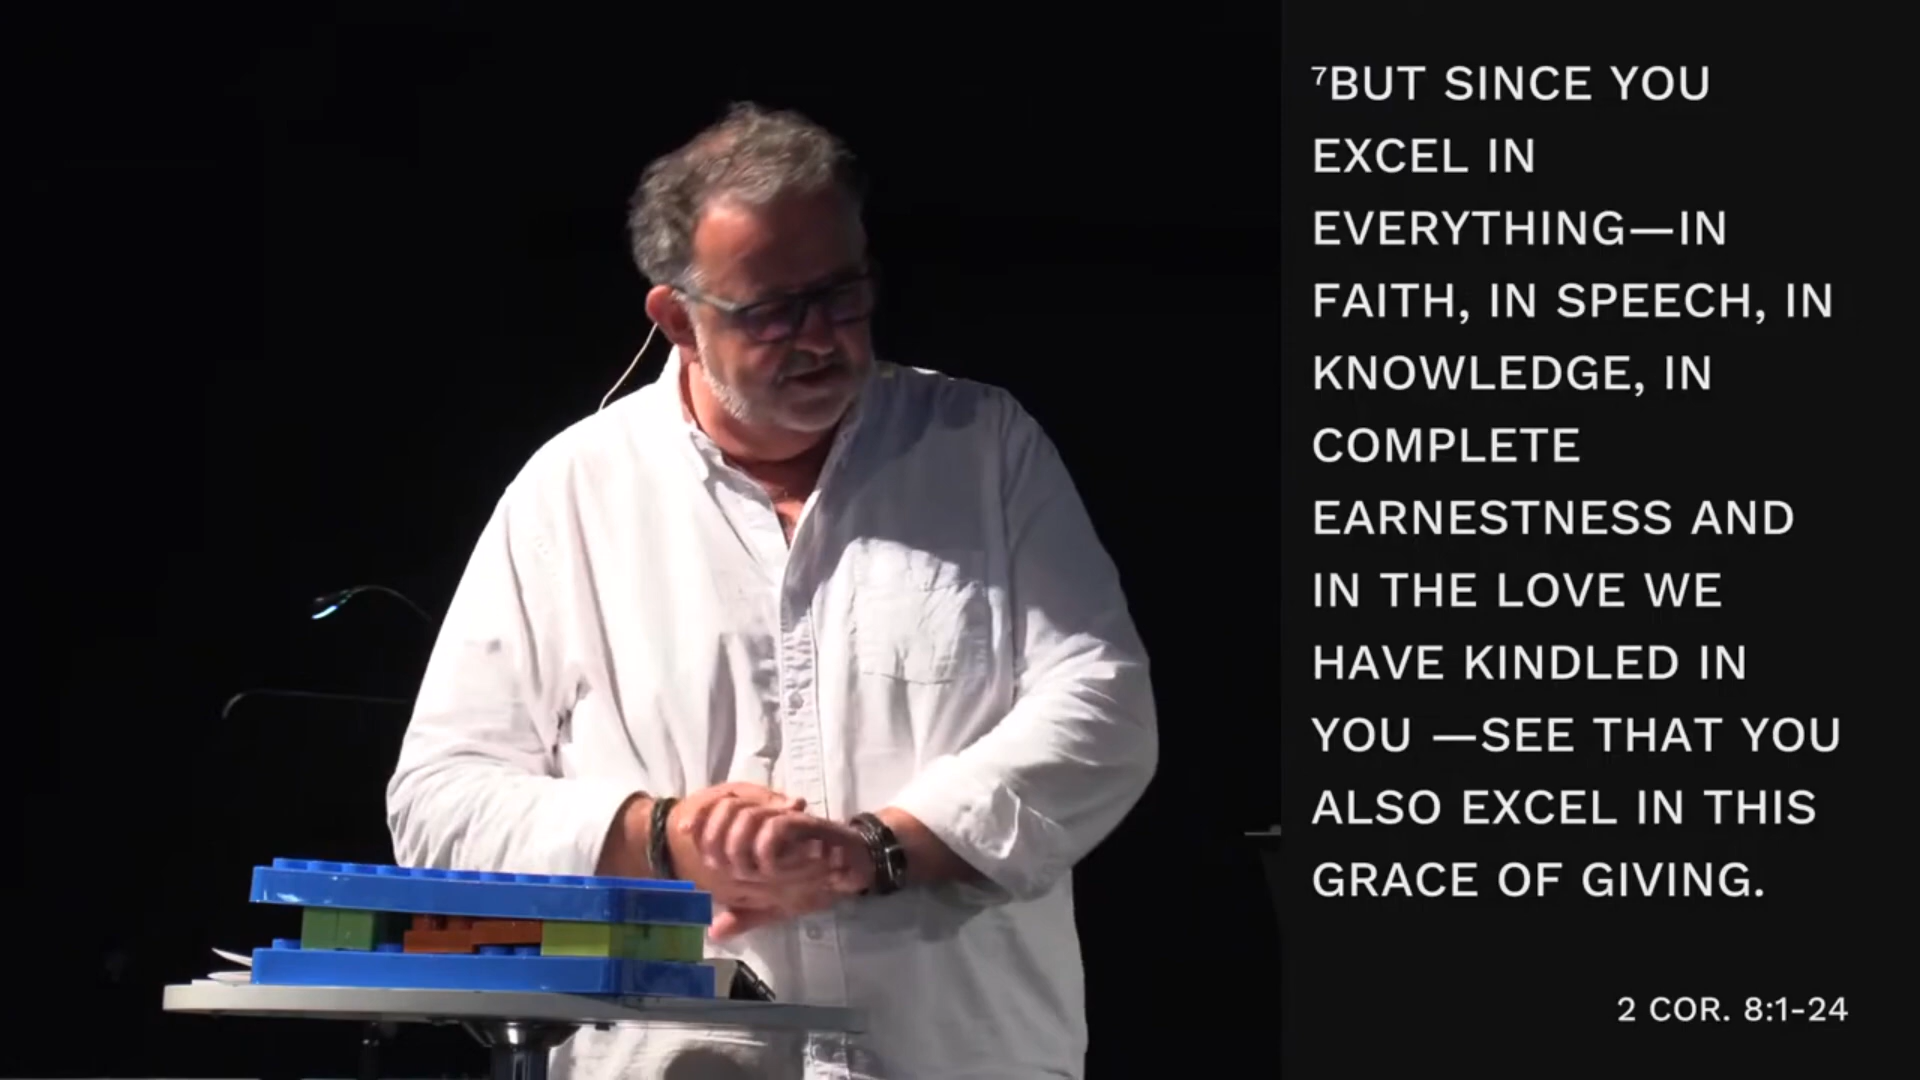 ⁷BUT SINCE YOU
EXCEL IN
EVERYTHING—IN
FAITH, IN SPEECH, IN
KNOWLEDGE, IN
COMPLETE
EARNESTNESS AND
IN THE LOVE WE
HAVE KINDLED IN
YOU —SEE THAT YOU
ALSO EXCEL IN THIS
GRACE OF GIVING.
2 COR. 8:1-24